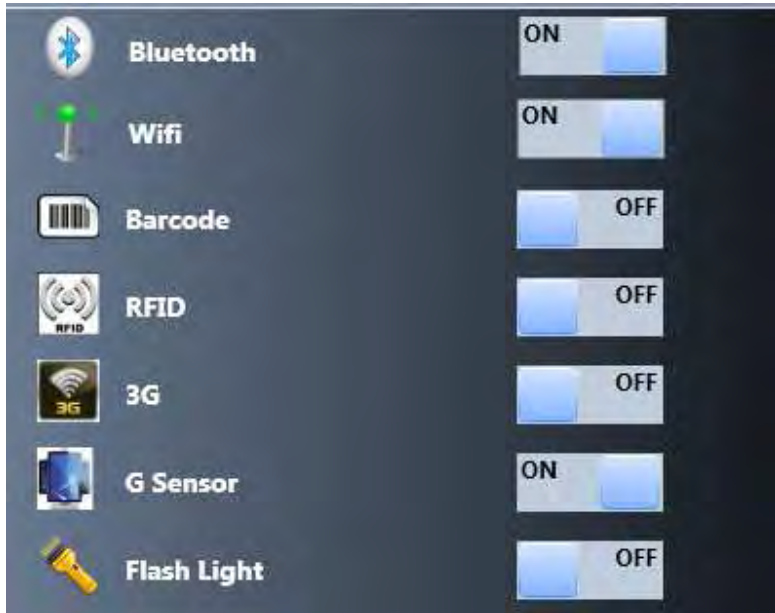 Bluetooth ON
Wifi ON
Barcode OFF
RFID RFID OFF
3G 3G OFF
G Sensor ON
Flash Light OFF